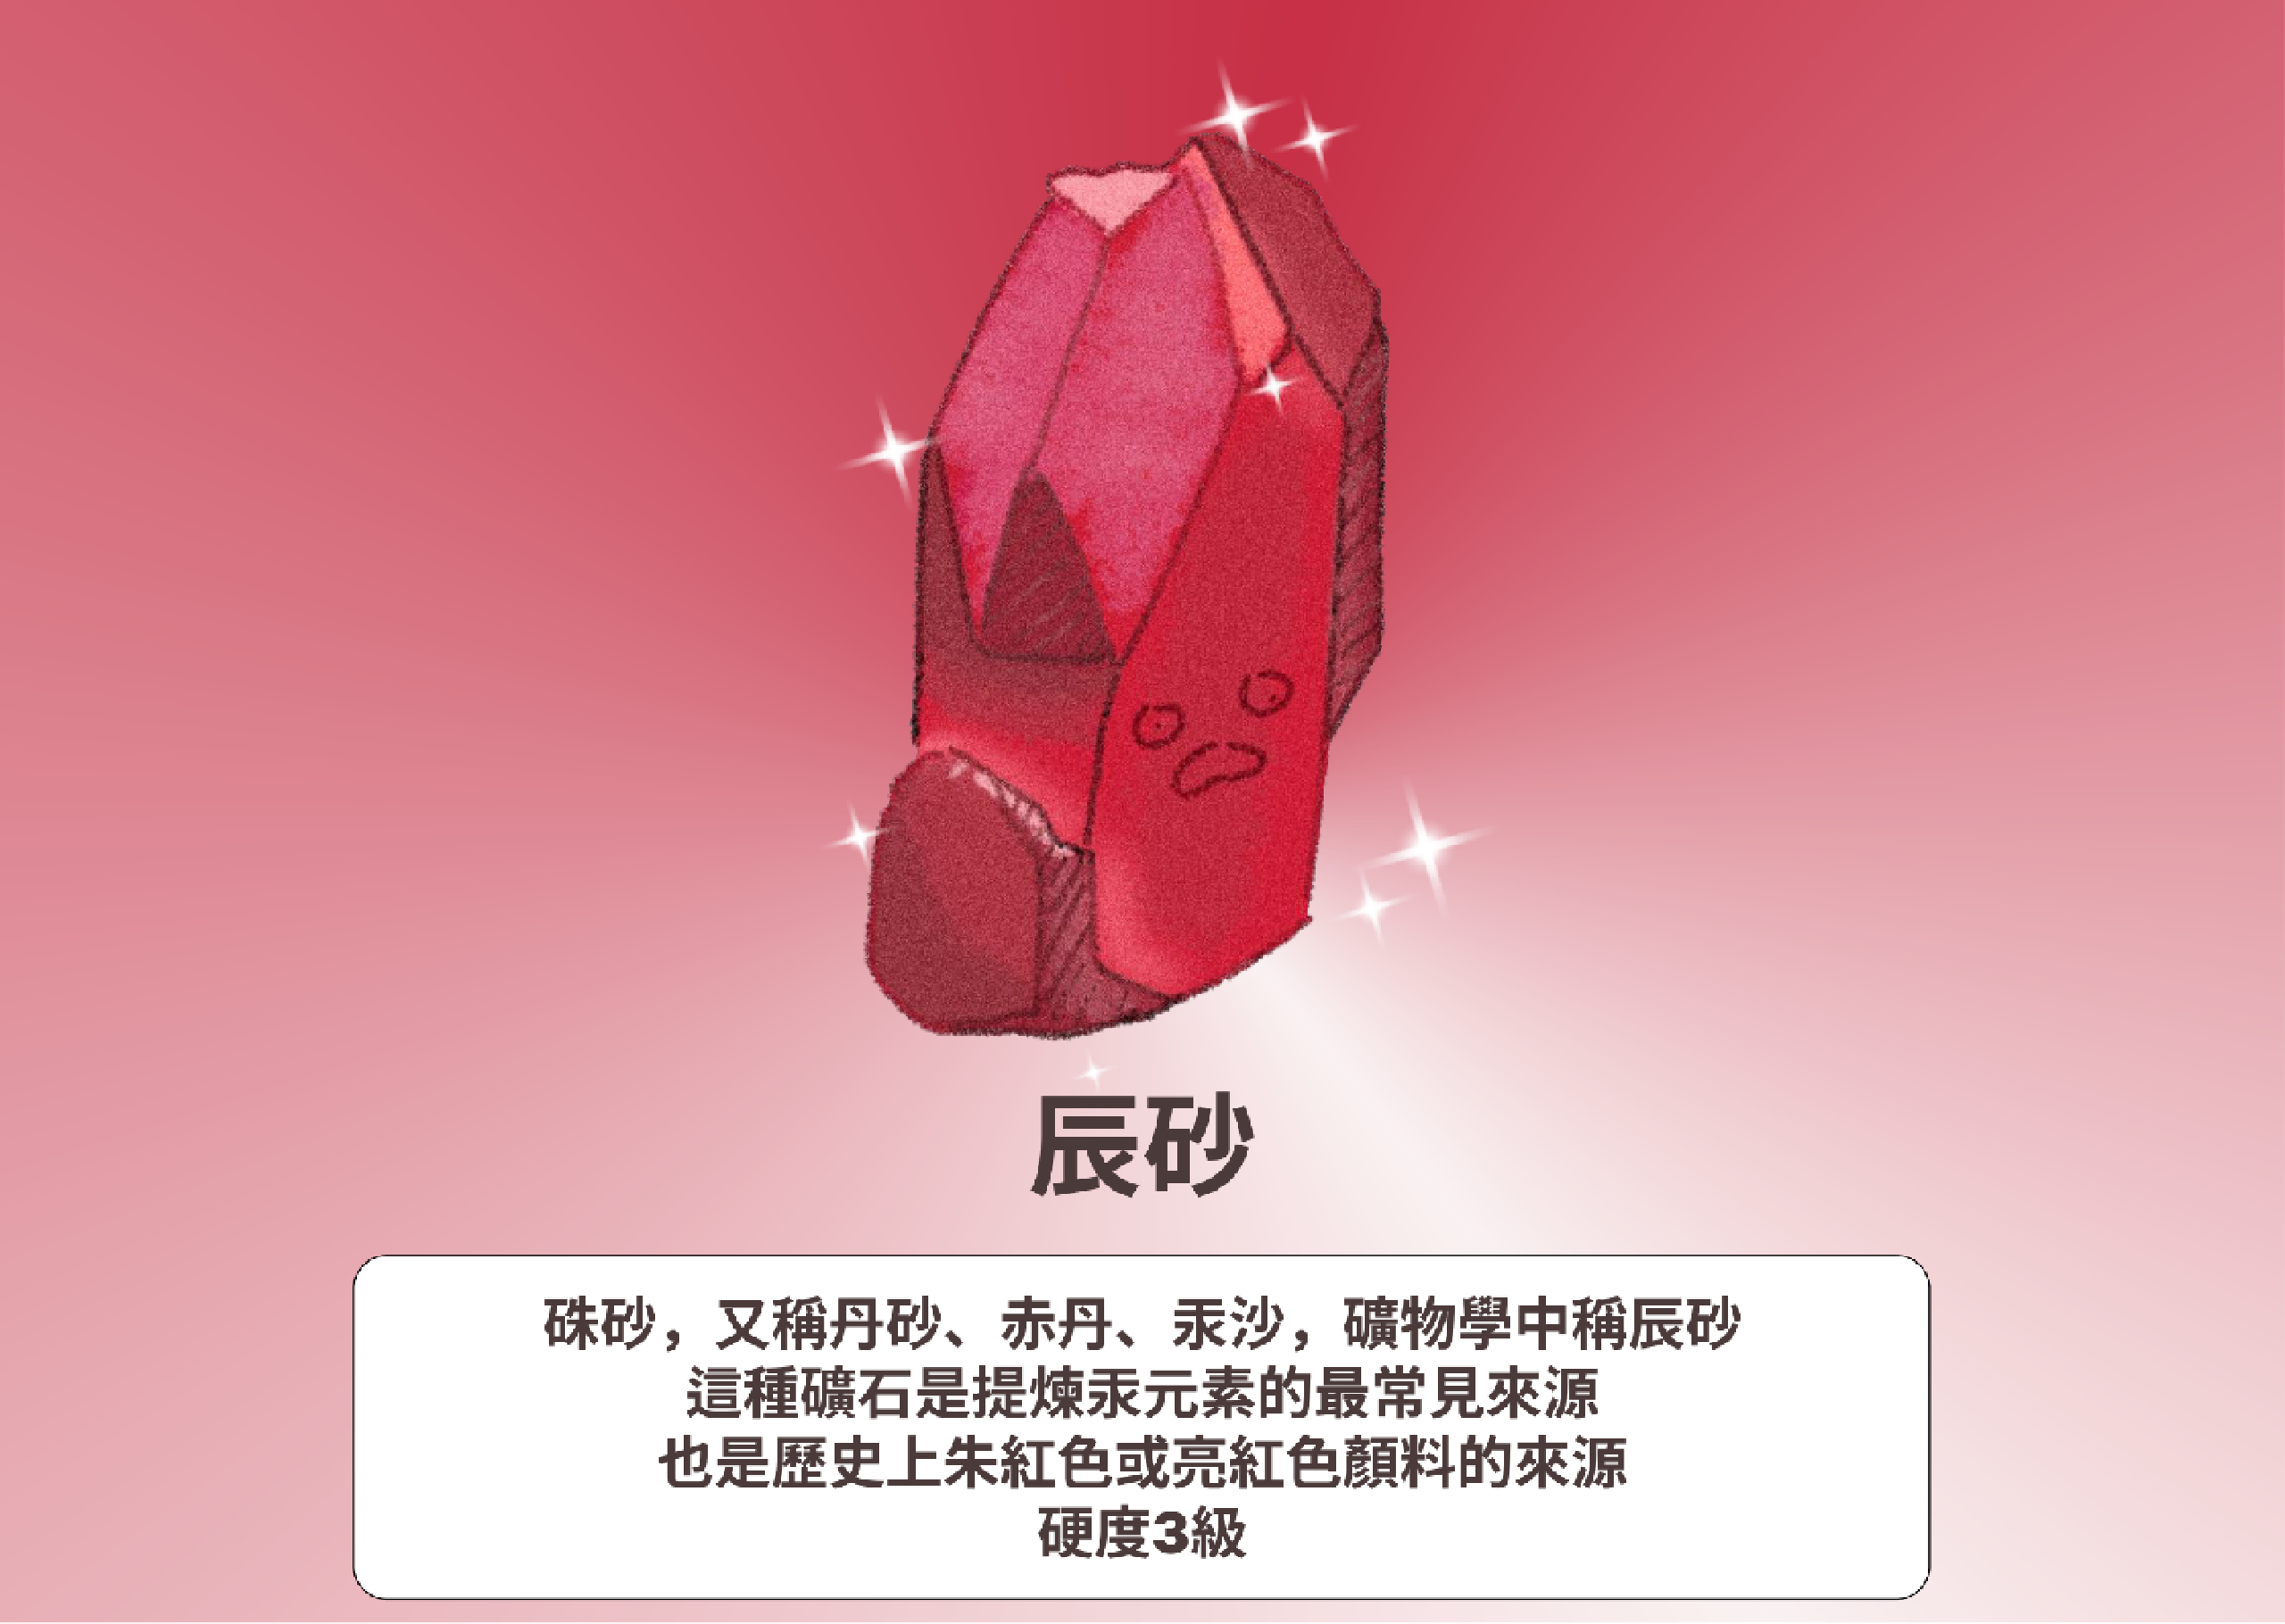 辰砂
硃砂，又稱丹砂、赤丹、汞沙，礦物學中稱辰砂
這種礦石是提煉汞元素的最常見來源
也是歷史上朱紅色或亮紅色顏料的來源
硬度3級